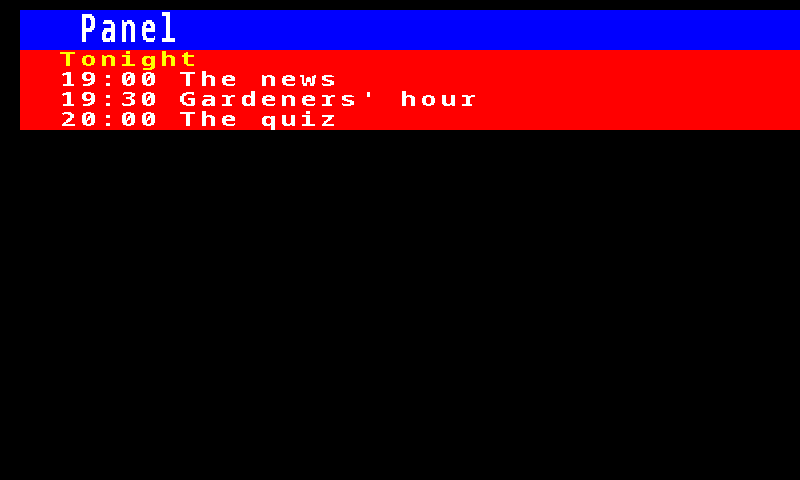 Panel
Tonight
19:00 The news
19:30 Gardeners' hour
20:00 The quiz